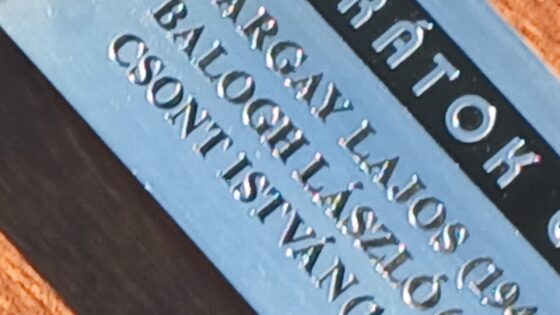 RÁTOK
ARGAY LAJOS (194
BALOGH LÁSZLÓ
CSONT ISTVÁN